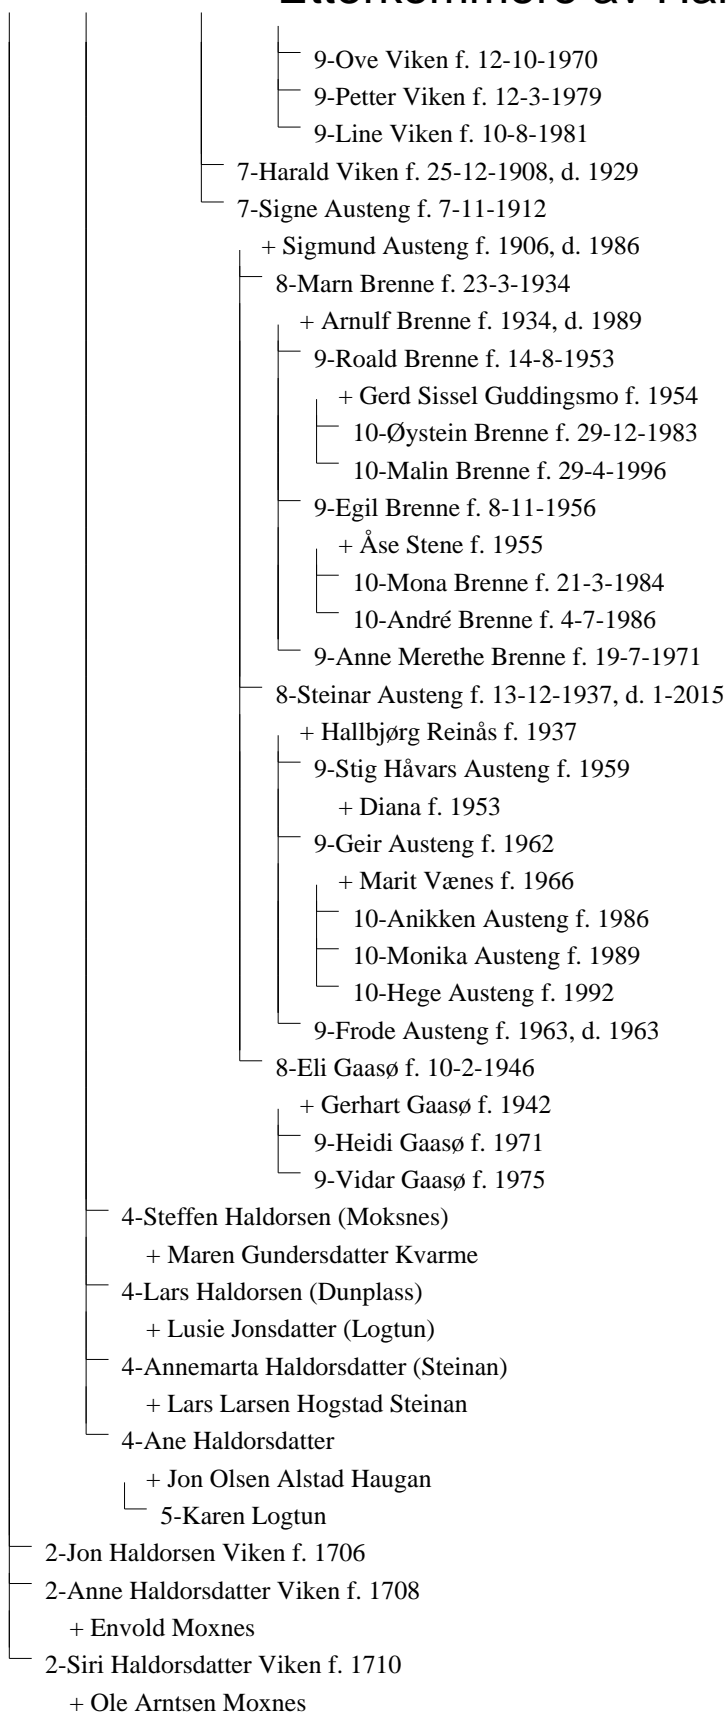 9-Ove Viken f. 12-10-1970
9-Petter Viken f. 12-3-1979
9-Line Viken f. 10-8-1981
7-Harald Viken f. 25-12-1908, d. 1929
7-Signe Austeng f. 7-11-1912
+ Sigmund Austeng f. 1906, d. 1986
8-Marn Brenne f. 23-3-1934
+ Arnulf Brenne f. 1934, d. 1989
9-Roald Brenne f. 14-8-1953
+ Gerd Sissel Guddingsmo f. 1954
10-Øystein Brenne f. 29-12-1983
10-Malin Brenne f. 29-4-1996
9-Egil Brenne f. 8-11-1956
+ Åse Stene f. 1955
10-Mona Brenne f. 21-3-1984
10-André Brenne f. 4-7-1986
9-Anne Merethe Brenne f. 19-7-1971
8-Steinar Austeng f. 13-12-1937, d. 1-2015
+ Hallbjørg Reinås f. 1937
9-Stig Håvars Austeng f. 1959
+ Diana f. 1953
9-Geir Austeng f. 1962
+ Marit Vænes f. 1966
10-Anikken Austeng f. 1986
10-Monika Austeng f. 1989
10-Hege Austeng f. 1992
9-Frode Austeng f. 1963, d. 1963
8-Eli Gaasø f. 10-2-1946
+ Gerhart Gaasø f. 1942
9-Heidi Gaasø f. 1971
9-Vidar Gaasø f. 1975
4-Steffen Haldorsen (Moksnes)
+ Maren Gundersdatter Kvarme
4-Lars Haldorsen (Dunplass)
+ Lusie Jonsdatter (Logtun)
4-Annemarta Haldorsdatter (Steinan)
+ Lars Larsen Hogstad Steinan
4-Ane Haldorsdatter
+ Jon Olsen Alstad Haugan
5-Karen Logtun
2-Jon Haldorsen Viken f. 1706
2-Anne Haldorsdatter Viken f. 1708
+ Envold Moxnes
2-Siri Haldorsdatter Viken f. 1710
+ Ole Arntsen Moxnes